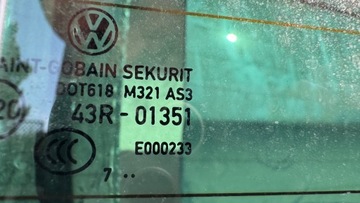 AINT-GOBAIN SEKURIT
DOT618 M321 AS3
43R-01351
E000233
7 ··